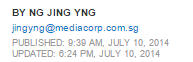 BY NG JING YNG
jingyng@mediacorp.com.sg
PUBLISHED: 9:39 AM, JULY 10, 2014
UPDATED: 6:24 PM, JULY 10, 2014